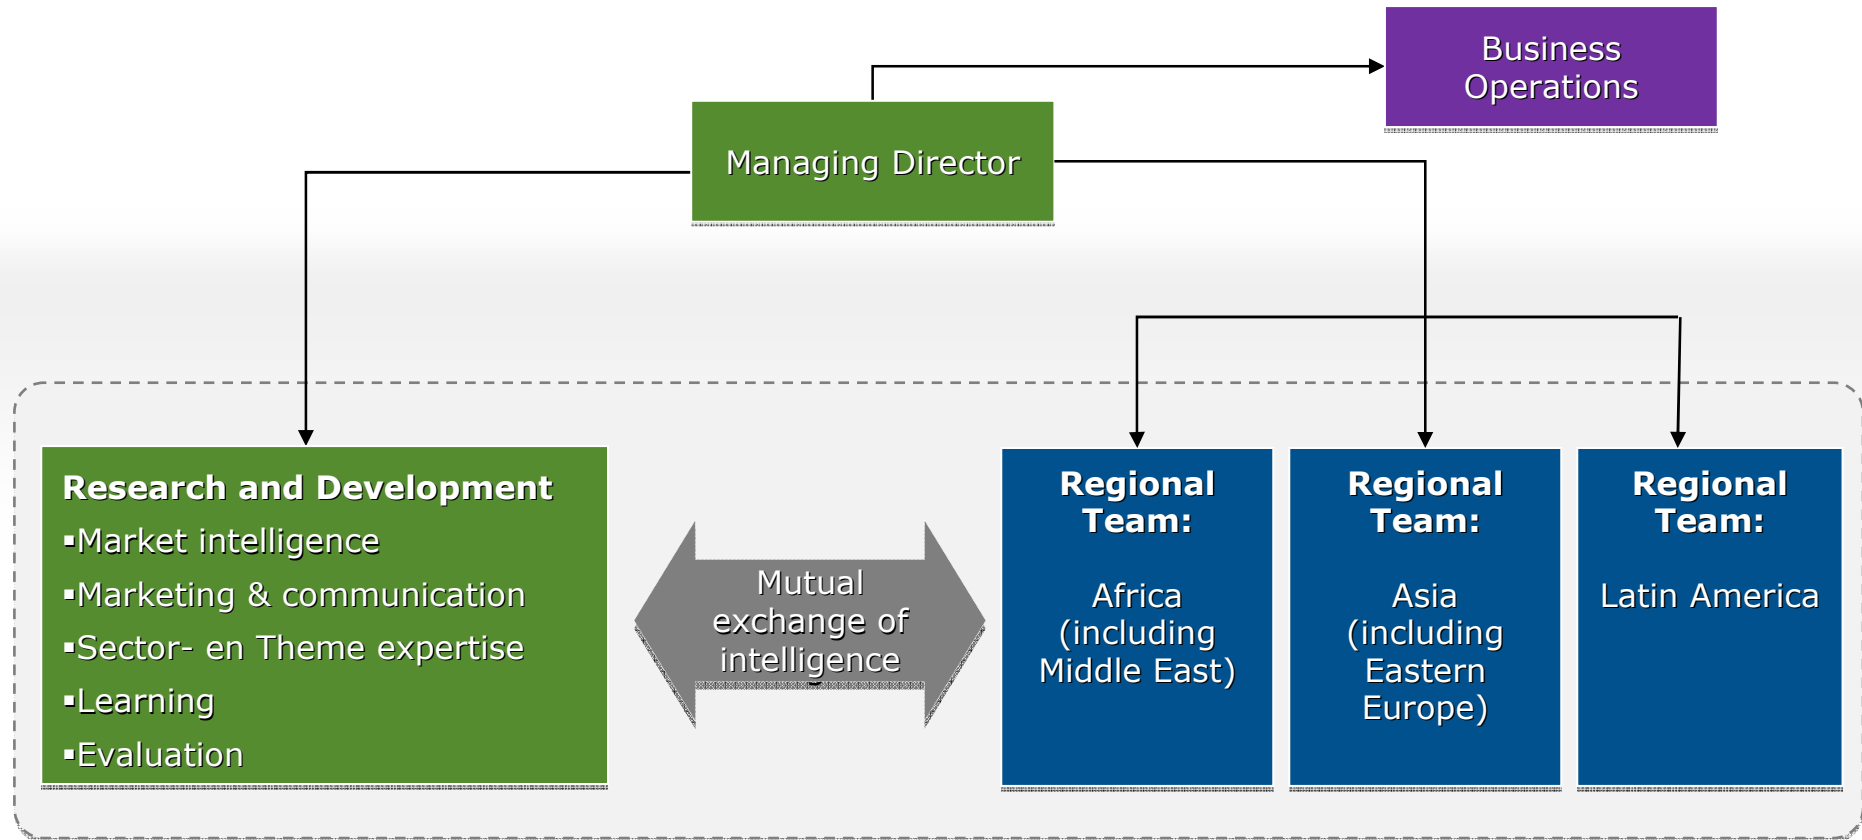 Business
Operations
Managing Director
Research and Development
▪Market intelligence
▪Marketing & communication
▪Sector- en Theme expertise
▪Learning
▪Evaluation
Mutual
exchange of
intelligence
Regional
Team:
Africa
(including
Middle East)
Regional
Team:
Asia
(including
Eastern
Europe)
Regional
Team:
Latin America